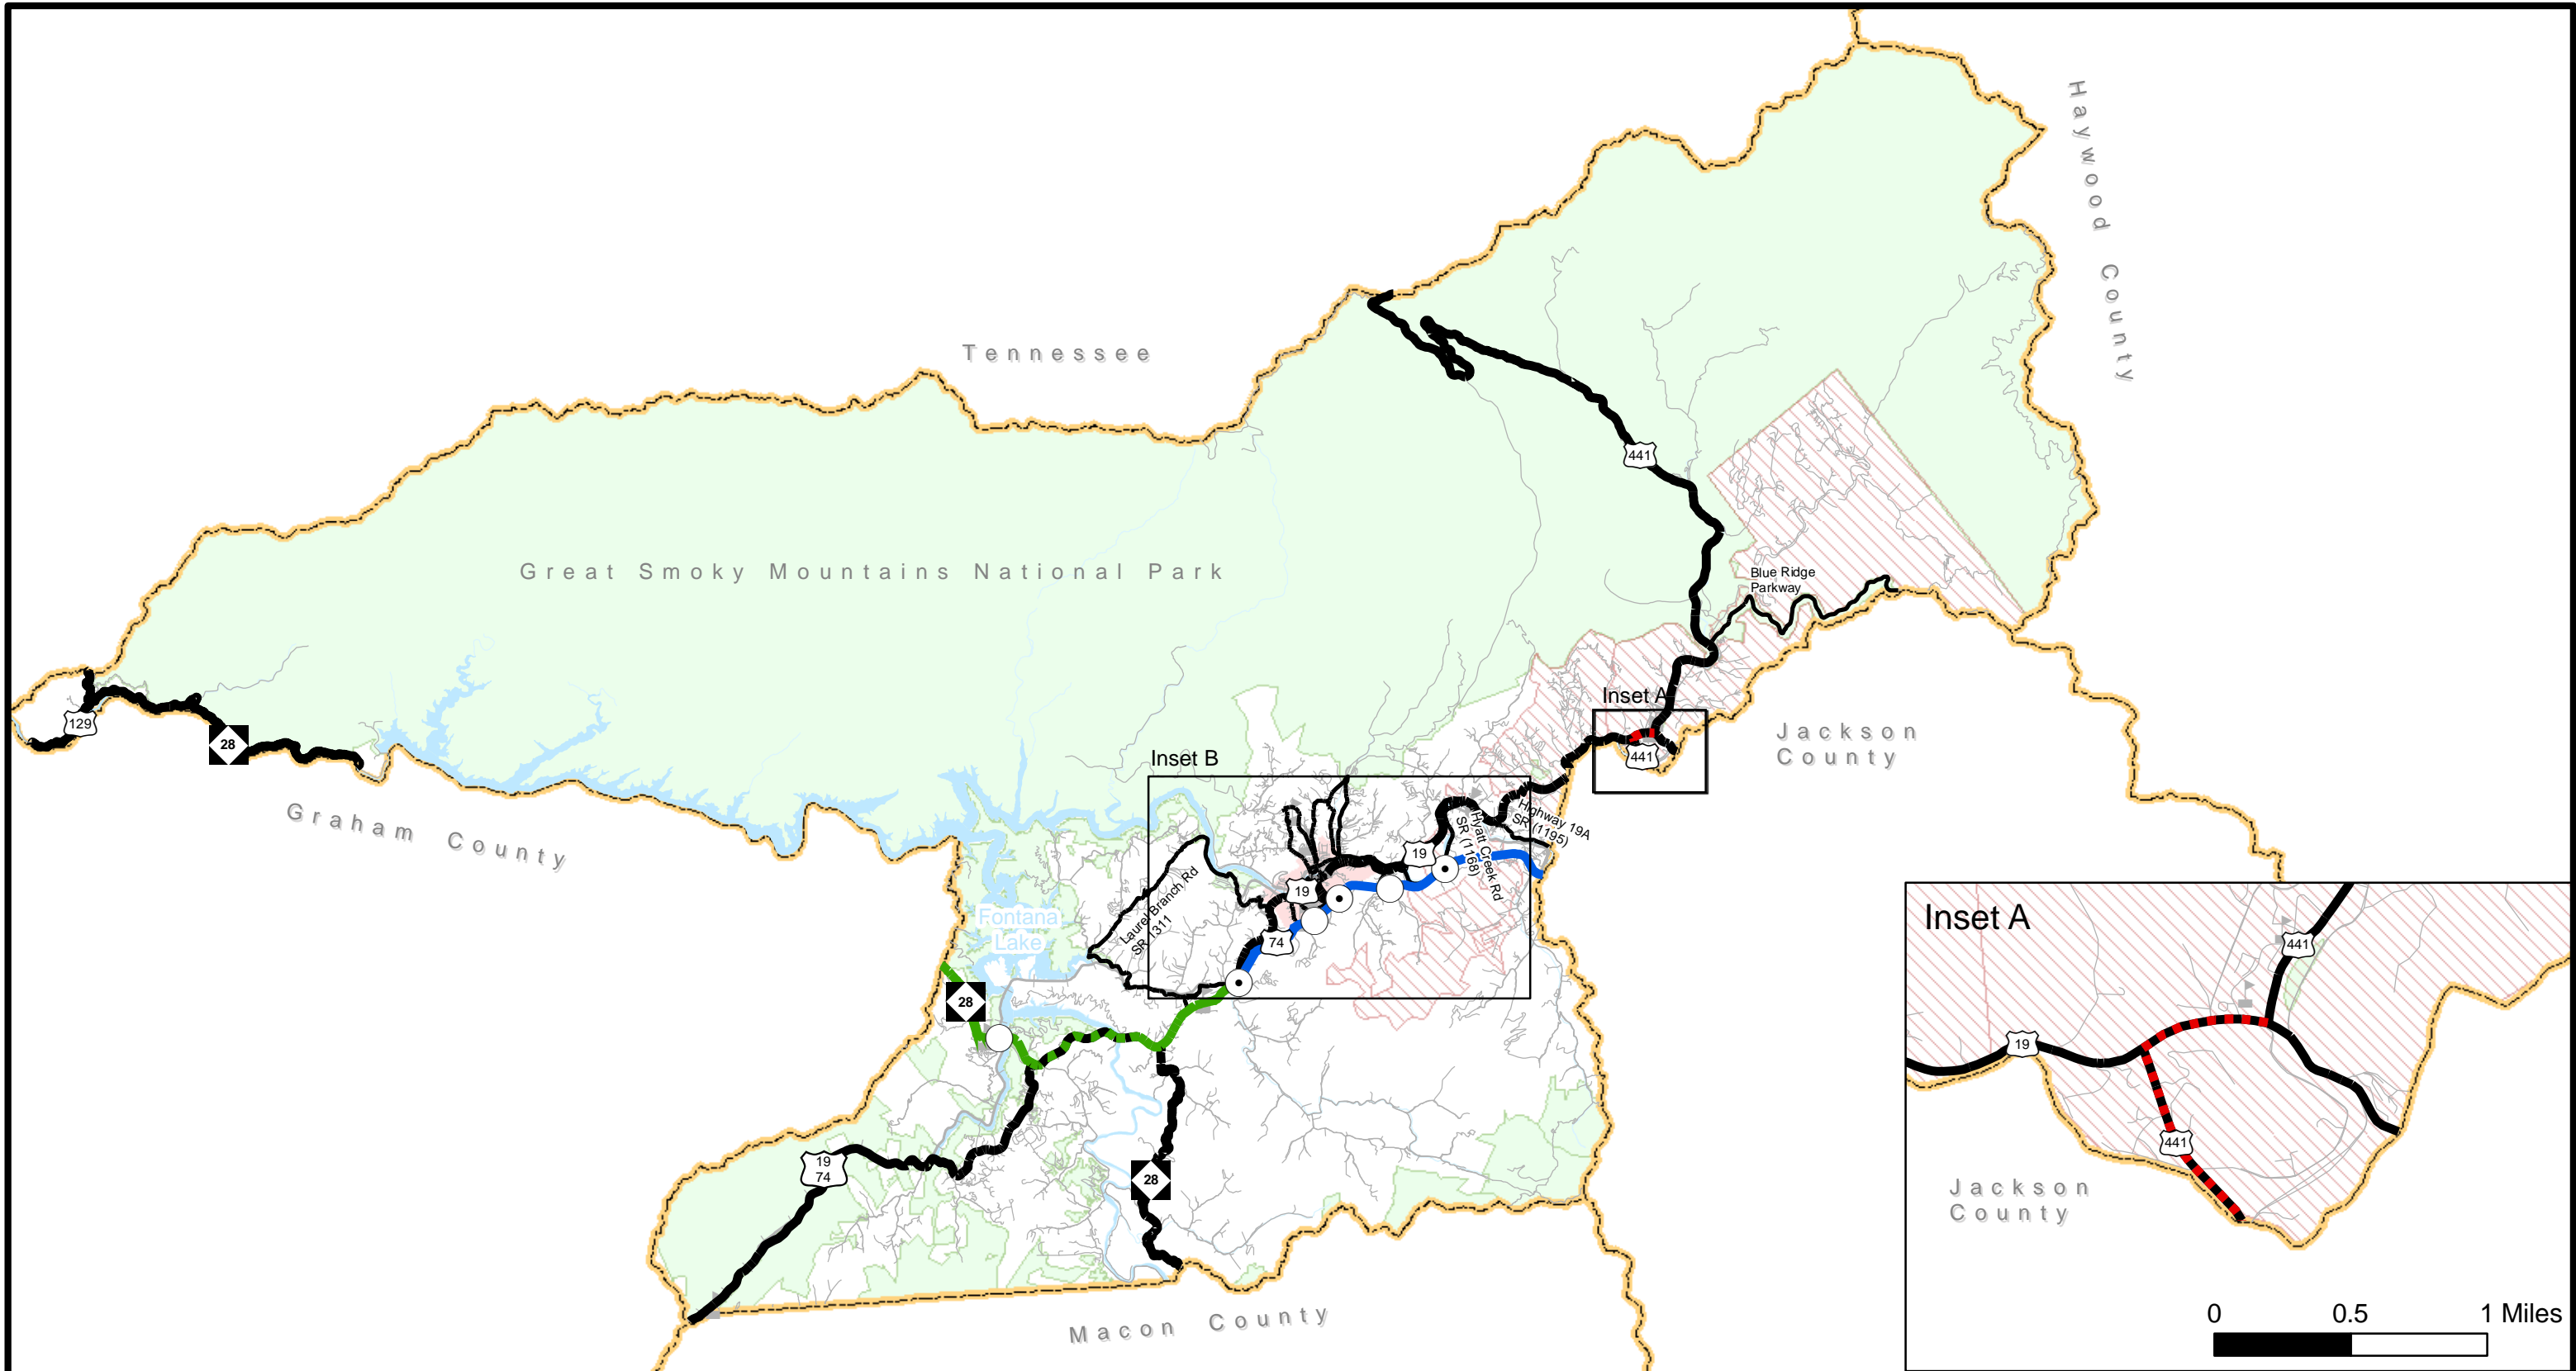 Haywood County
Tennessee
441
Great Smoky Mountains National Park
Blue Ridge
Parkway
Inset A
129
28
441
Jackson
County
Inset B
Graham County
Highway 19A
SR (1195)
Hyatt Creek Rd
SR (1168)
19
19
Laurel Branch Rd
SR 1311
Fontana
Lake
74
28
Inset A
441
19
441
19
74
28
Jackson
County
Macon County
0 0.5 1 Miles